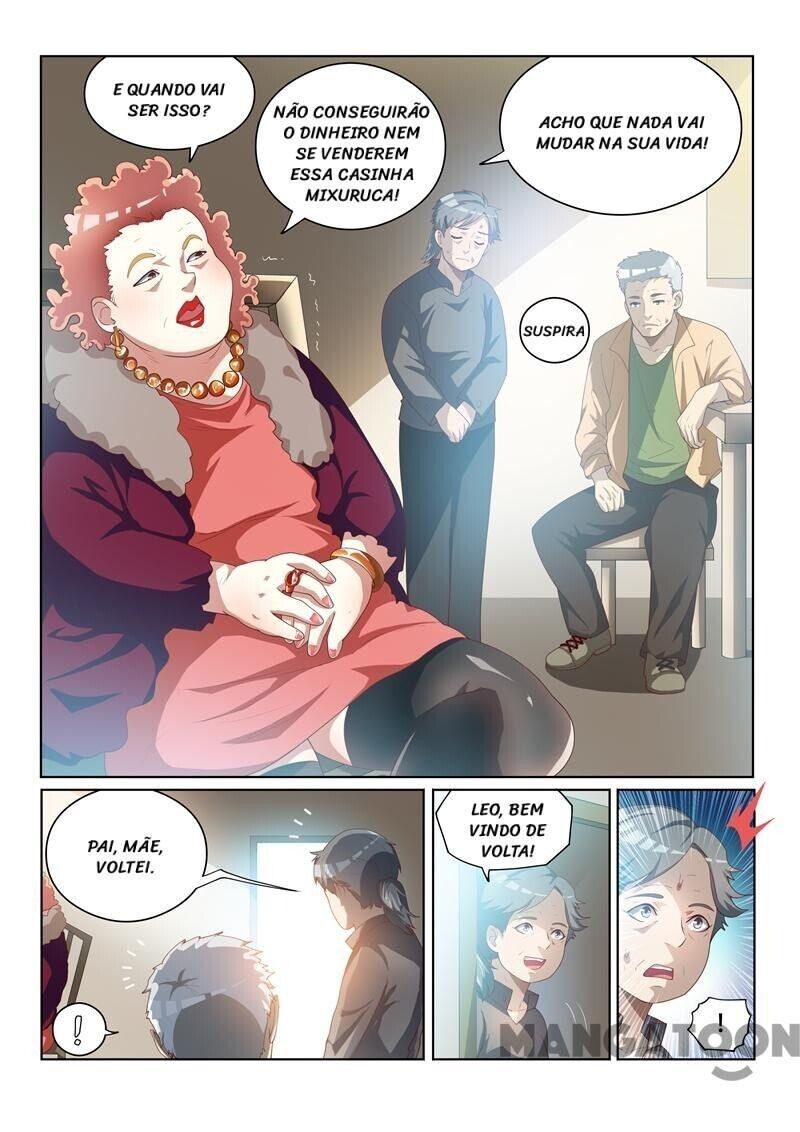 E QUANDO VAI
SER ISSO?
NÃO CONSEGUIRÃO
O DINHEIRO NEM
SE VENDEREM
ESSA CASINHA
MIXURUCA!
ACHO QUE NADA VAI
MUDAR NA SUA VIDA!
SUSPIRA
PAI, MÃE,
VOLTEI.
!
LEO, BEM
VINDO DE
VOLTA!
!
MANGATOON